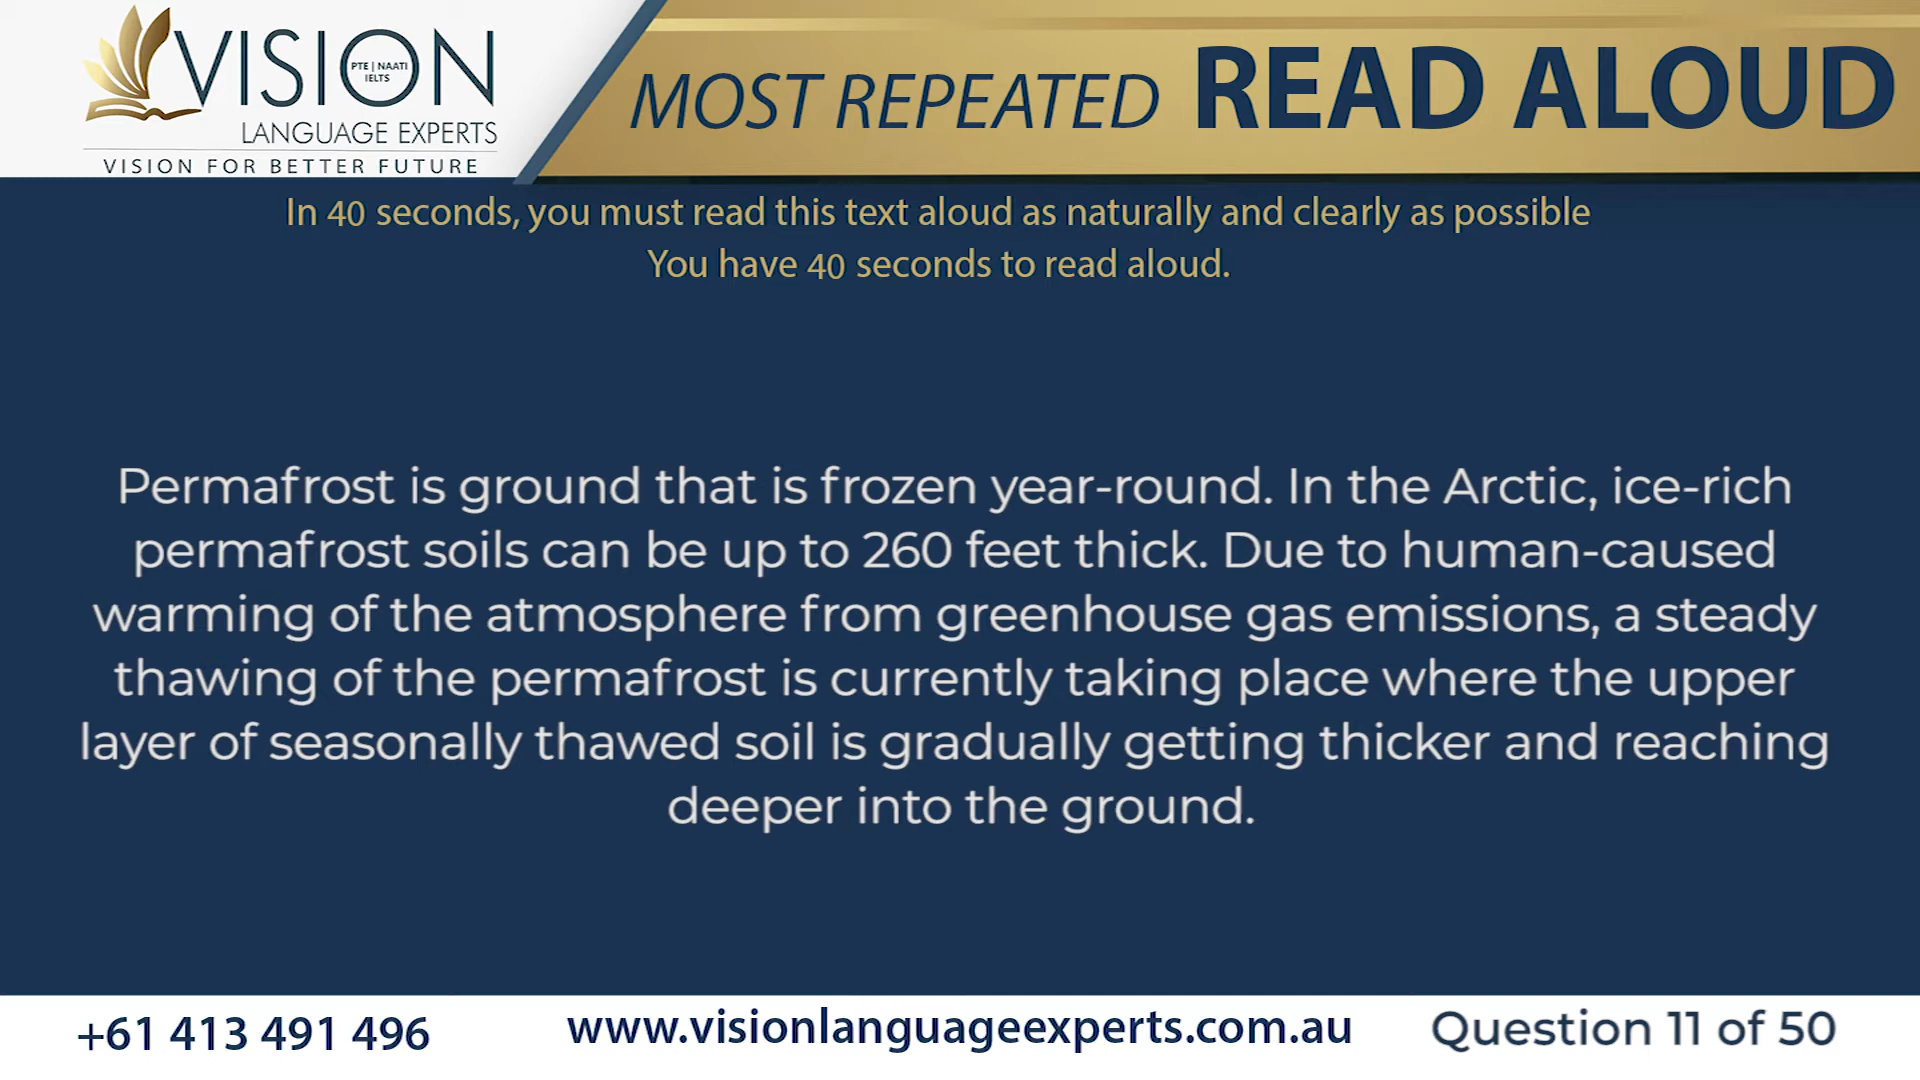 VISION
PTE | NAATI
IELTS
LANGUAGE EXPERTS
VISION FOR BETTER FUTURE
MOST REPEATED READ ALOUD
In 40 seconds, you must read this text aloud as naturally and clearly as possible
You have 40 seconds to read aloud.
Permafrost is ground that is frozen year-round. In the Arctic, ice-rich
permafrost soils can be up to 260 feet thick. Due to human-caused
warming of the atmosphere from greenhouse gas emissions, a steady
thawing of the permafrost is currently taking place where the upper
layer of seasonally thawed soil is gradually getting thicker and reaching
deeper into the ground.
+61 413 491 496
www.visionlanguageexperts.com.au
Question 11 of 50